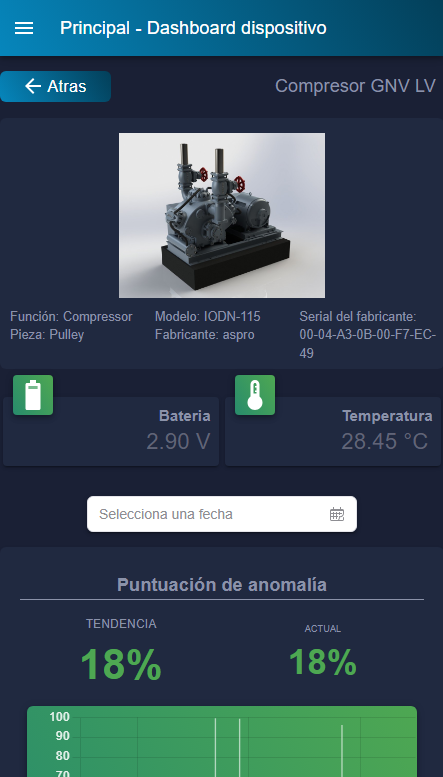 Principal - Dashboard dispositivo
Atras
Compresor GNV LV
Función: Compressor
Pieza: Pulley
Modelo: IODN-115
Fabricante: aspro
Serial del fabricante:
00-04-A3-0B-00-F7-EC-
49
Bateria
2.90 V
Temperatura
28.45 °C
Selecciona una fecha
Puntuación de anomalía
TENDENCIA
18%
ACTUAL
18%
100
90
80
70